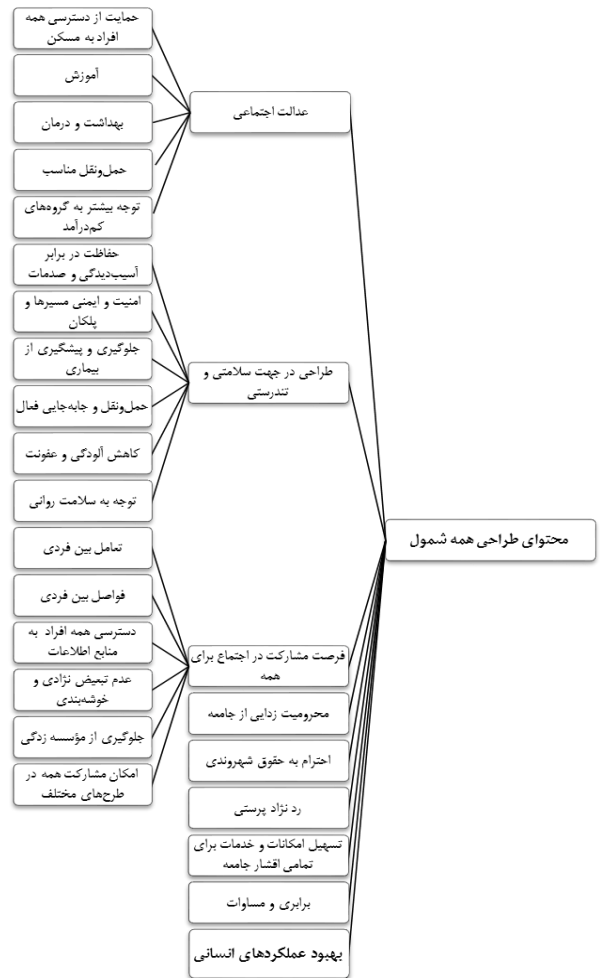 محتوای طراحی همه شمول
عدالت اجتماعی
حمایت از دسترسی همه
افراد به مسکن
آموزش
بهداشت و درمان
حمل‌ونقل مناسب
توجه بیشتر به گروه‌های
کم‌درآمد
طراحی در جهت سلامتی و
تندرستی
حفاظت در برابر
آسیب‌دیدگی و صدمات
امنیت و ایمنی مسیرها و
پلکان
جلوگیری و پیشگیری از
بیماری
حمل‌ونقل و جابه‌جایی فعال
کاهش آلودگی و عفونت
توجه به سلامت روانی
فرصت مشارکت در اجتماع برای
همه
تعامل بین فردی
فواصل بین فردی
دسترسی همه افراد به
منابع اطلاعات
عدم تبعیض نژادی و
خوشه‌بندی
جلوگیری از مؤسسه زدگی
امکان مشارکت همه در
طرح‌های مختلف
محرومیت زدایی از جامعه
احترام به حقوق شهروندی
رد نژاد پرستی
تسهیل امکانات و خدمات برای
تمامی اقشار جامعه
برابری و مساوات
بهبود عملکردهای انسانی